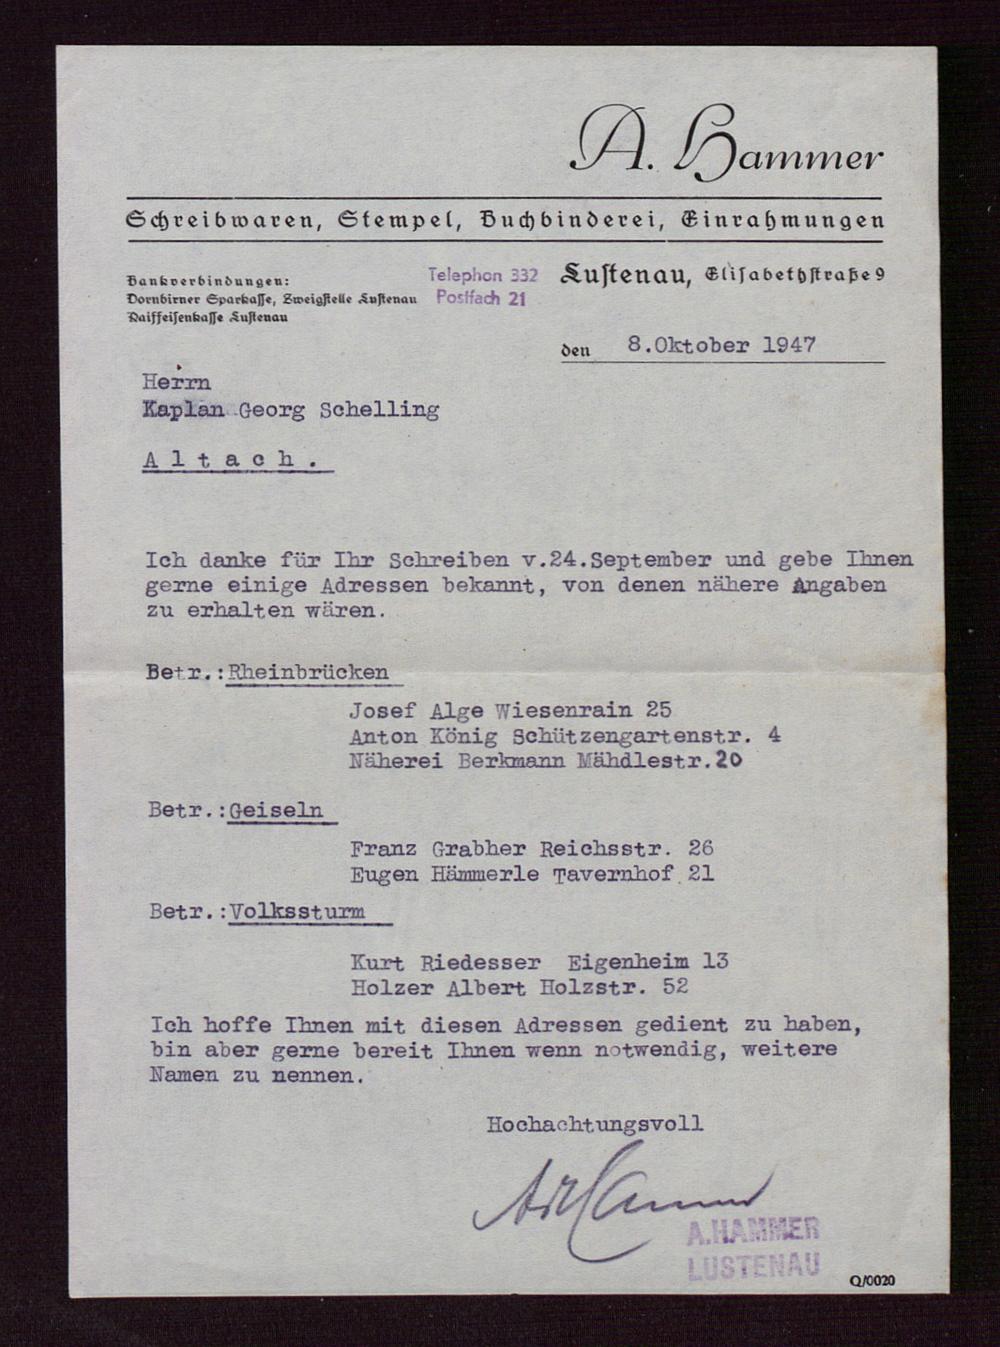 A. Hammer
Schreibwaren, Stempel, Buchbinderei, Einrahmungen
Bankverbindungen:
Dornbirner Sparkasse, Zweigstelle Lustenau
Raiffeisenkasse Lustenau
Telephon 332
Postfach 21
Lustenau, Elisabethstraße 9
den 8.Oktober 1947
Herrn
Kaplan Georg Schelling
Altach.
Ich danke für Ihr Schreiben v.24.September und gebe Ihnen
gerne einige Adressen bekannt, von denen nähere Angaben
zu erhalten wären.
Betr.:Rheinbrücken
Josef Alge Wiesenrain 25
Anton König Schützengartenstr. 4
Näherei Berkmann Mähdlestr.20
Betr.:Geiseln
Franz Grabher Reichsstr. 26
Eugen Hämmerle Tavernhof 21
Betr.:Volkssturm
Kurt Riedesser Eigenheim 13
Holzer Albert Holzstr. 52
Ich hoffe Ihnen mit diesen Adressen gedient zu haben,
bin aber gerne bereit Ihnen wenn notwendig, weitere
Namen zu nennen.
Hochachtungsvoll
A.HAMMER
LUSTENAU
Q/0020